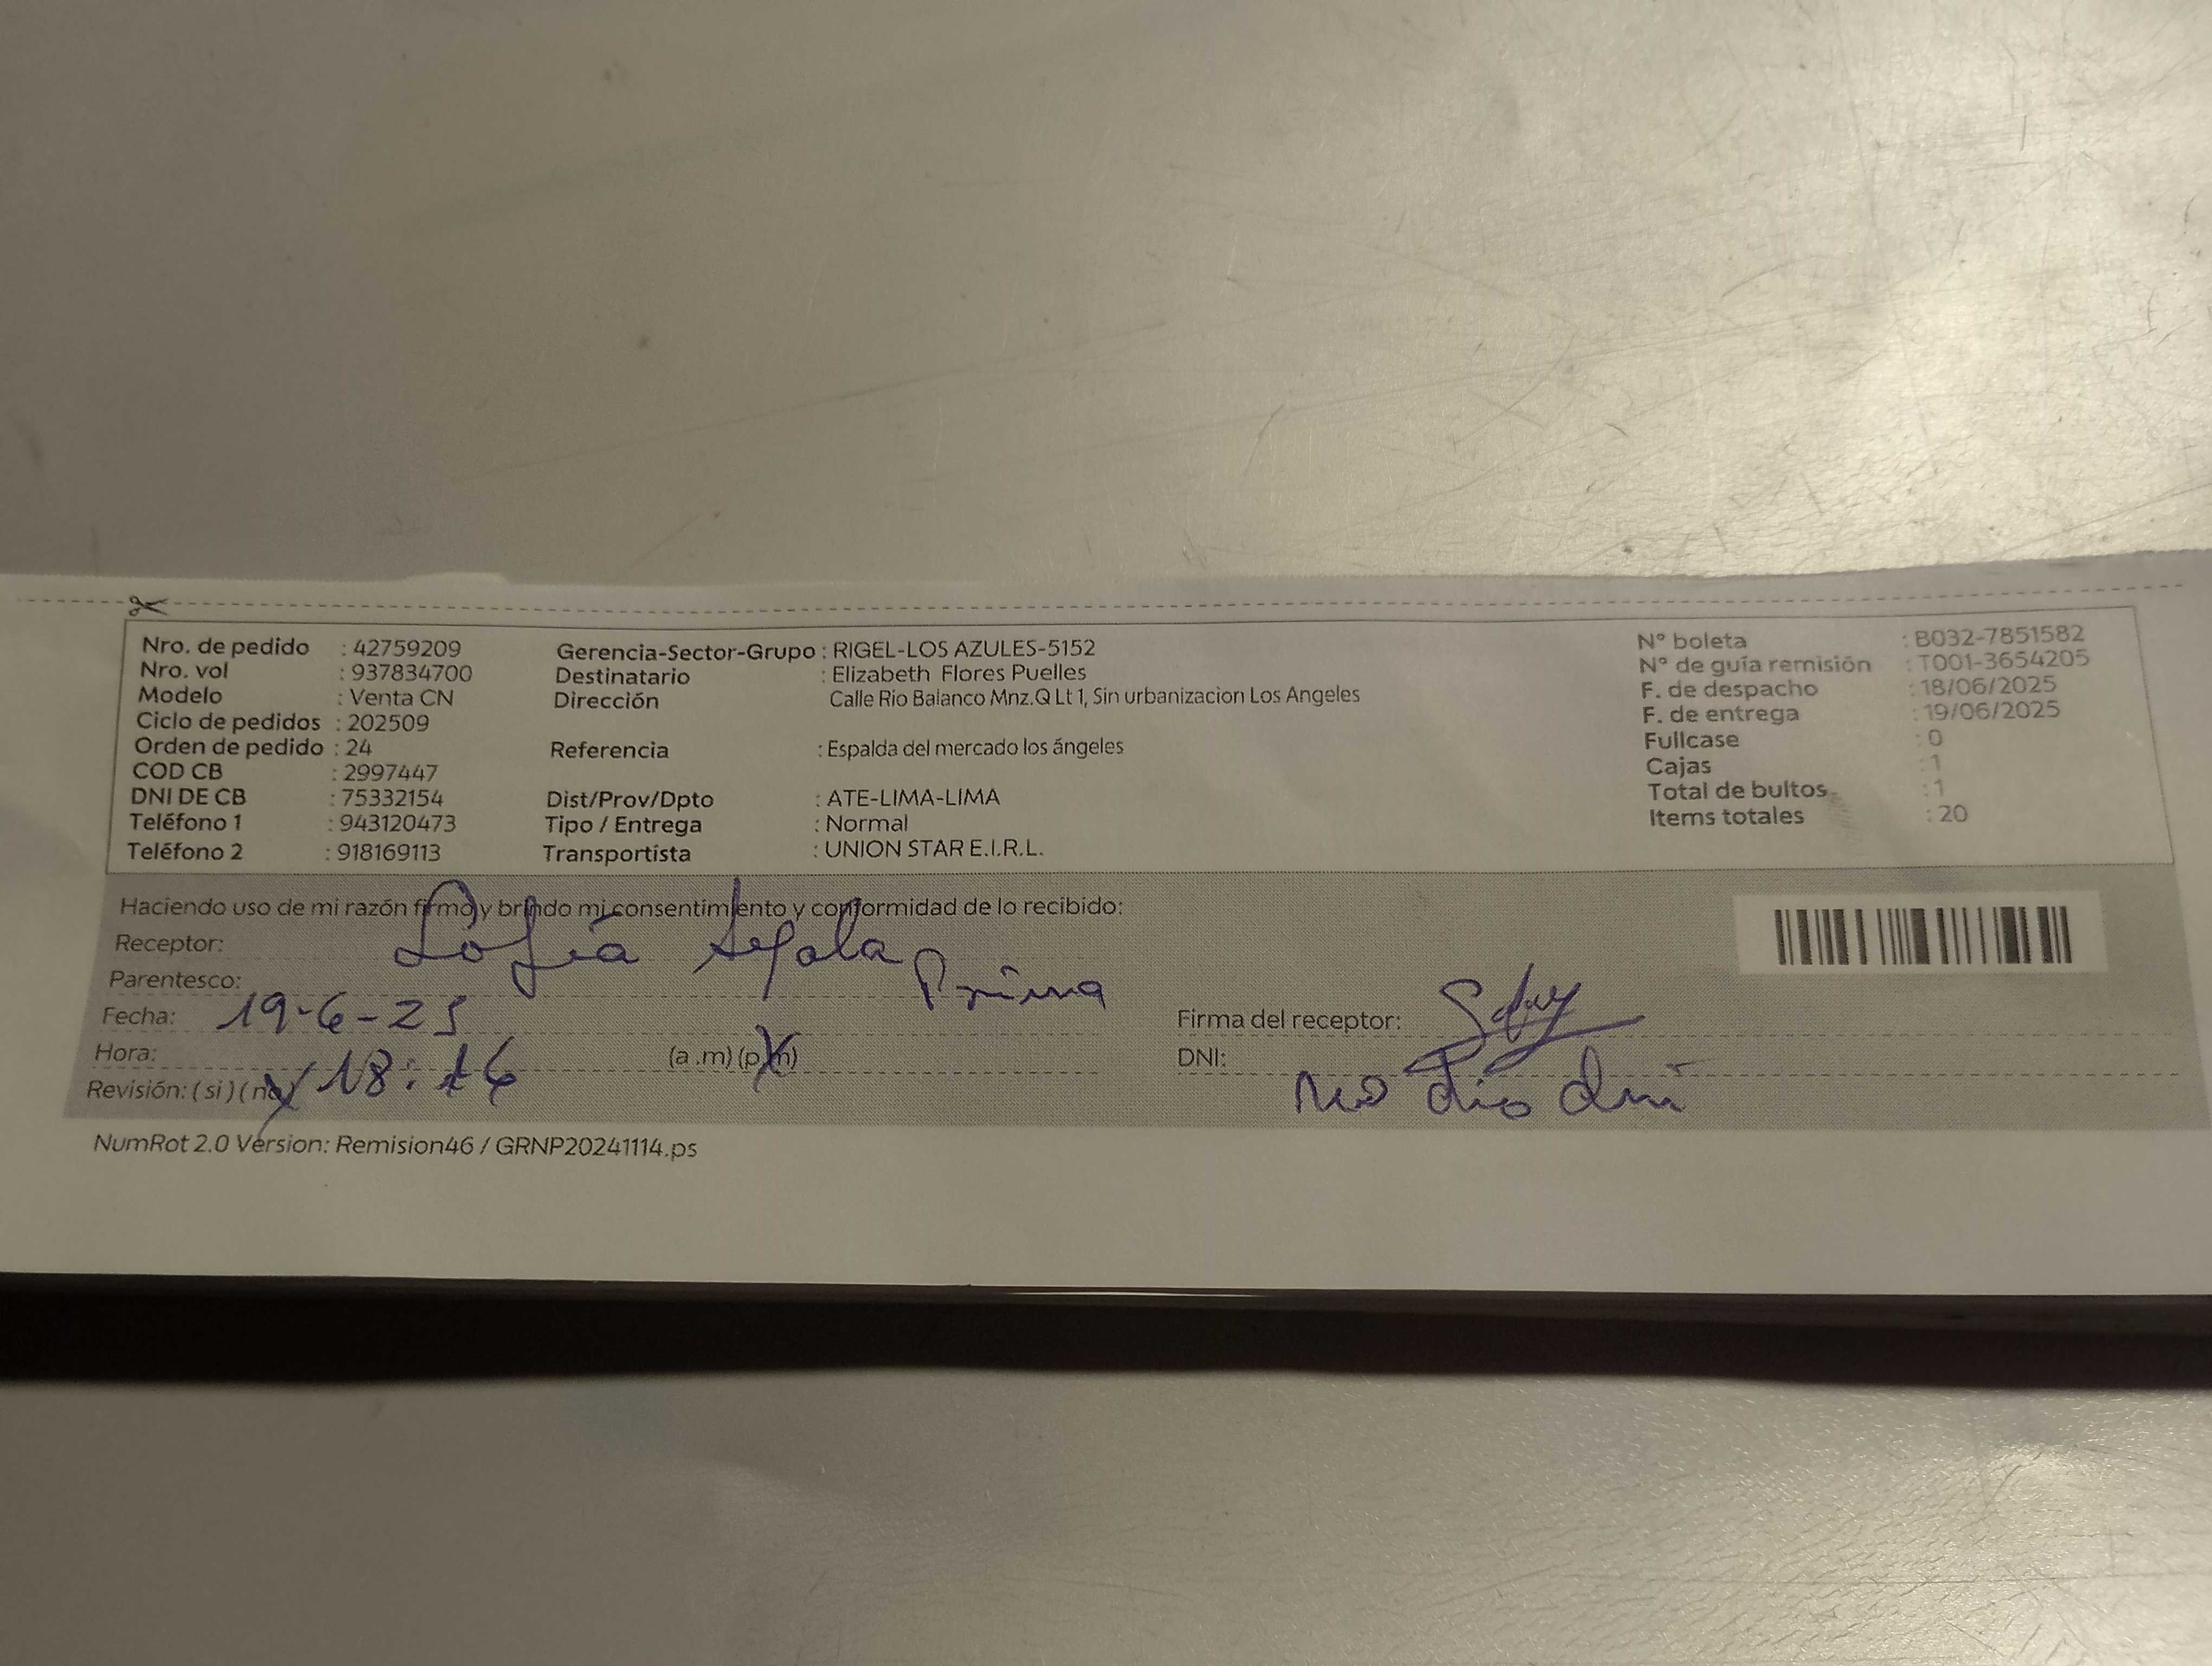 Nro. de pedido : 42759209 Gerencia-Sector-Grupo : RIGEL-LOS AZULES-5152 N° boleta : B032-7851582
Nro. vol : 937834700 Destinatario : Elizabeth Flores Puelles N° de guía remisión : T001-3654205
Modelo : Venta CN Dirección Calle Rio Balanco Mnz.Q Lt 1, Sin urbanizacion Los Angeles F. de despacho : 18/06/2025
Ciclo de pedidos : 202509 F. de entrega : 19/06/2025
Orden de pedido : 24 Referencia : Espalda del mercado los ángeles Fullcase : 0
COD CB : 2997447 Cajas : 1
DNI DE CB : 75332154 Dist/Prov/Dpto : ATE-LIMA-LIMA Total de bultos : 1
Teléfono 1 : 943120473 Tipo / Entrega : Normal Items totales : 20
Teléfono 2 : 918169113 Transportista : UNION STAR E.I.R.L.
Haciendo uso de mi razón firmo y brindo mi consentimiento y conformidad de lo recibido:
Receptor: Sofia
Parentesco: Prima
Fecha: 19-6-25 Firma del receptor:
Hora: 18:16 (a .m) (p.m) DNI: No dio dni
Revisión: ( si ) ( no
NumRot 2.0 Version: Remision46 / GRNP20241114.ps